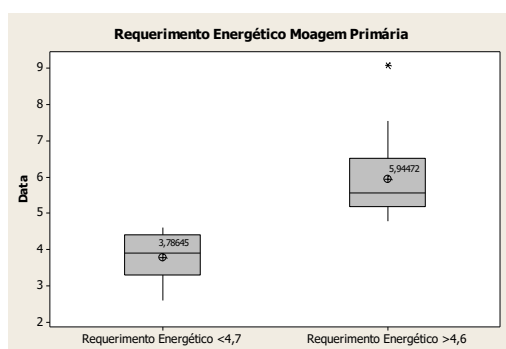 Requerimento Energético Moagem Primária
9
8
7
6
5
4
3
2
Data
3,78645
5,94472
Requerimento Energético <4,7
Requerimento Energético >4,6